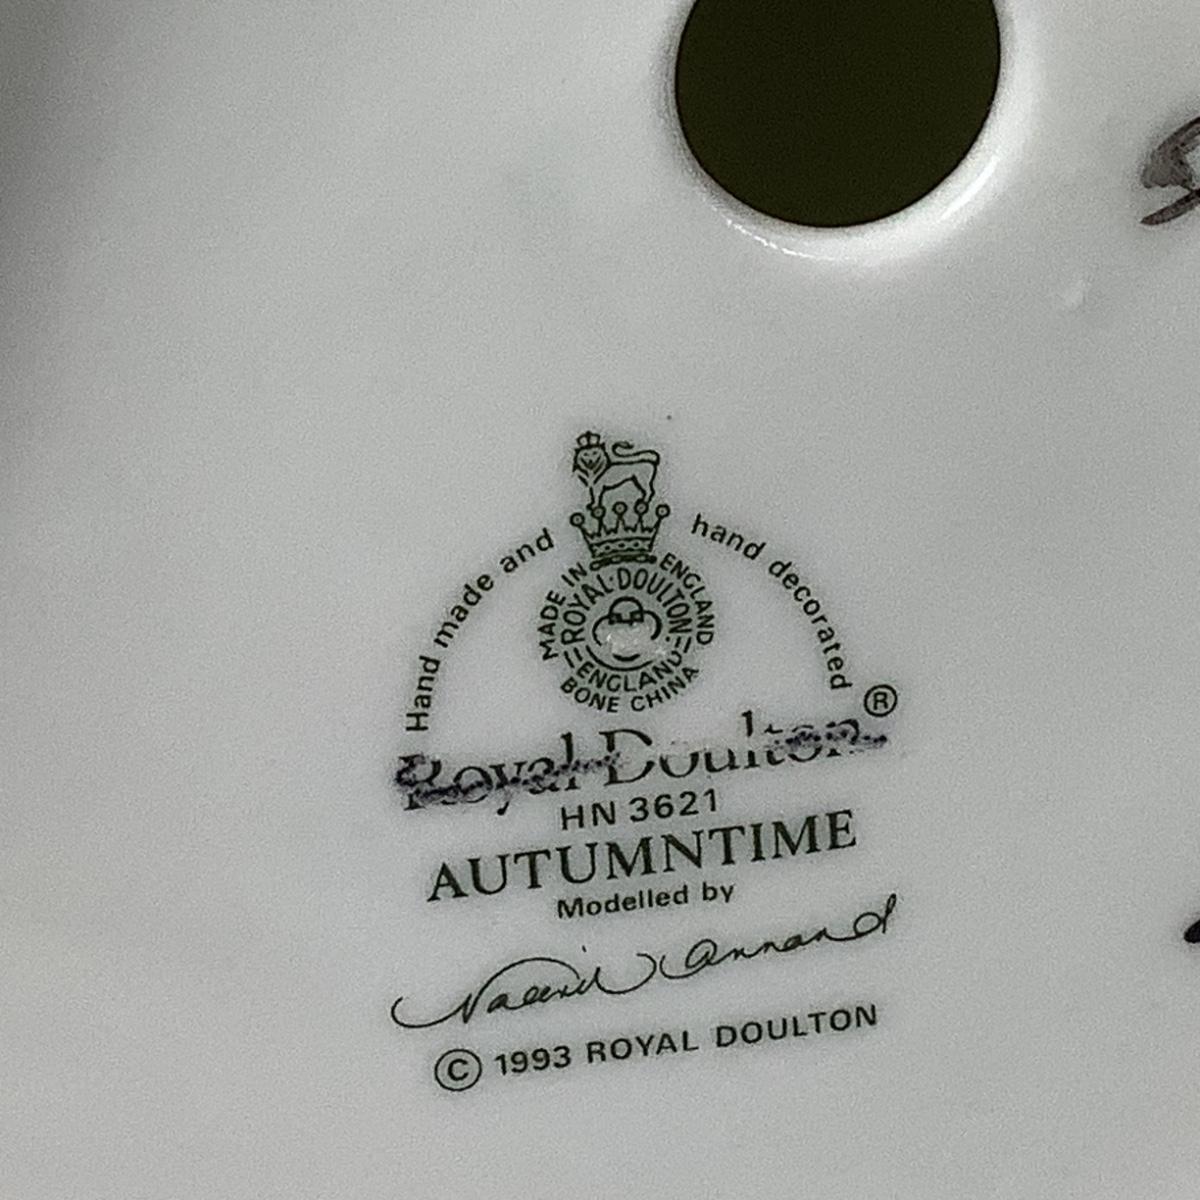 Hand made and hand decorated
MADE IN ENGLAND
ROYAL·DOULTON
ENGLAND
BONE CHINA
Royal Doulton ®
HN 3621
AUTUMNTIME
Modelled by
© 1993 ROYAL DOULTON